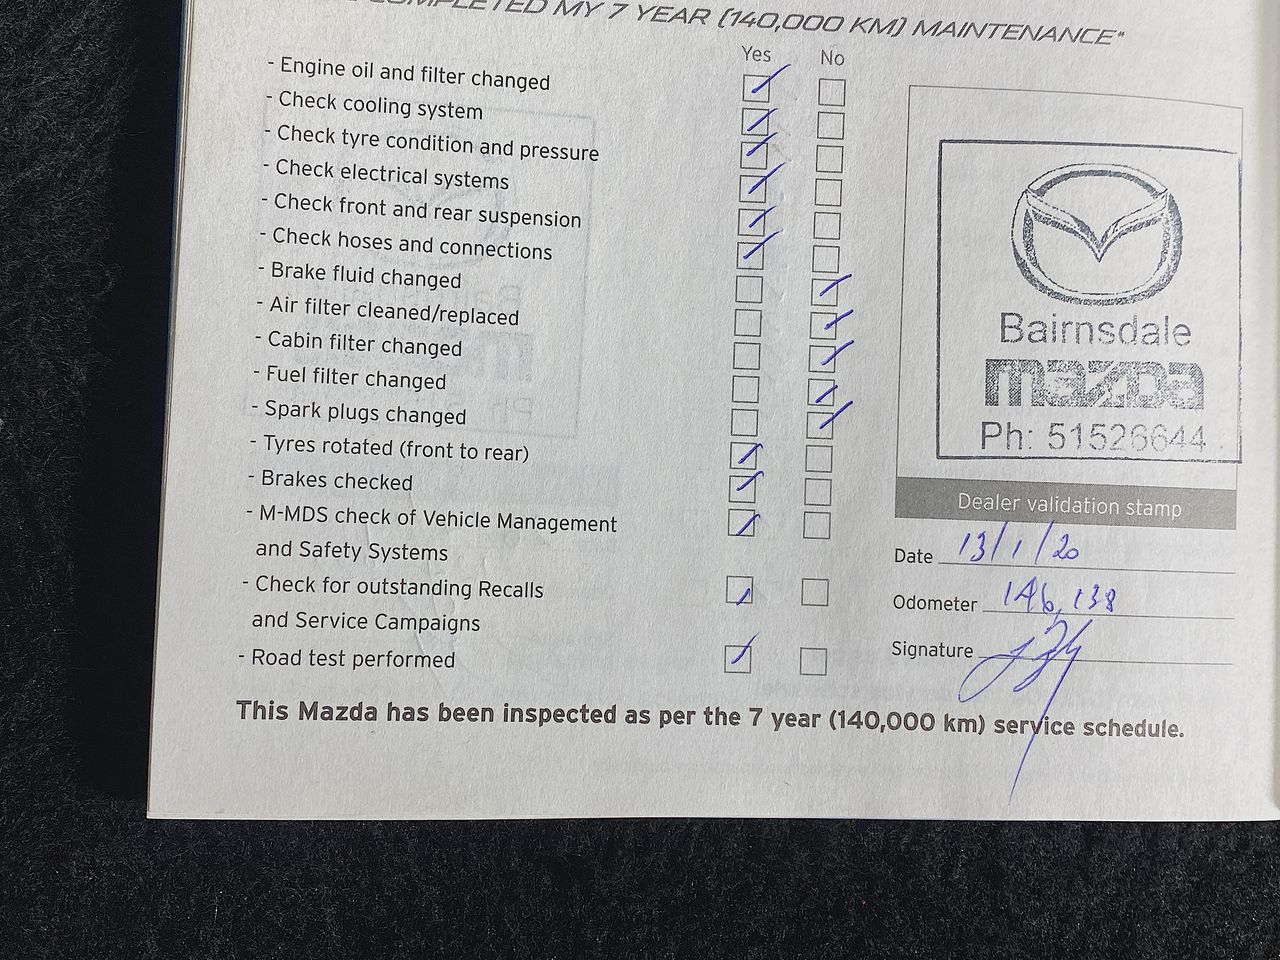 COMPLETED MY 7 YEAR (140,000 KM) MAINTENANCE*
Yes No
- Engine oil and filter changed
- Check cooling system
- Check tyre condition and pressure
- Check electrical systems
- Check front and rear suspension
- Check hoses and connections
- Brake fluid changed
- Air filter cleaned/replaced
- Cabin filter changed
- Fuel filter changed
- Spark plugs changed
- Tyres rotated (front to rear)
- Brakes checked
- M-MDS check of Vehicle Management
and Safety Systems
- Check for outstanding Recalls
and Service Campaigns
- Road test performed
Bairnsdale
mazda
Ph: 51526644
Dealer validation stamp
Date 13/1/20
Odometer 146,138
Signature
This Mazda has been inspected as per the 7 year (140,000 km) service schedule.